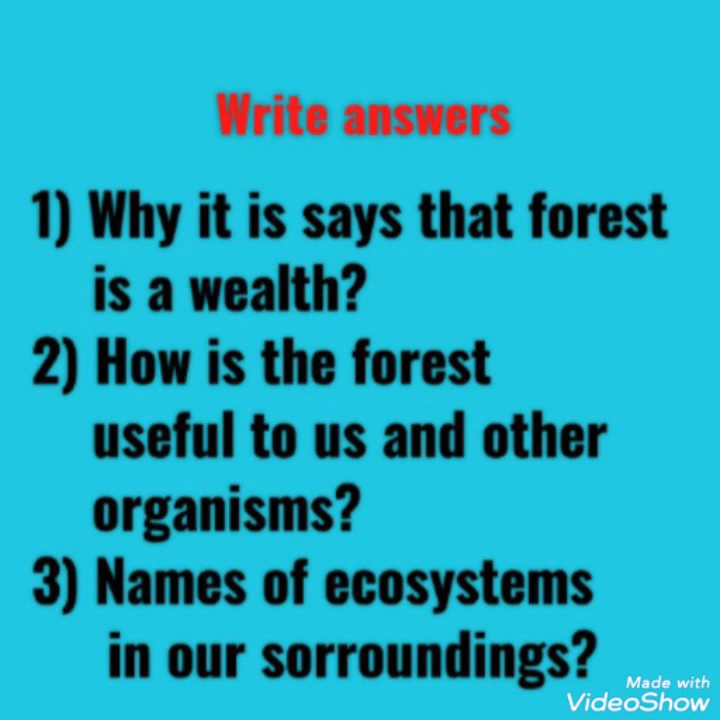 Write answers
1) Why it is says that forest
is a wealth?
2) How is the forest
useful to us and other
organisms?
3) Names of ecosystems
in our sorroundings?
Made with
VideoShow